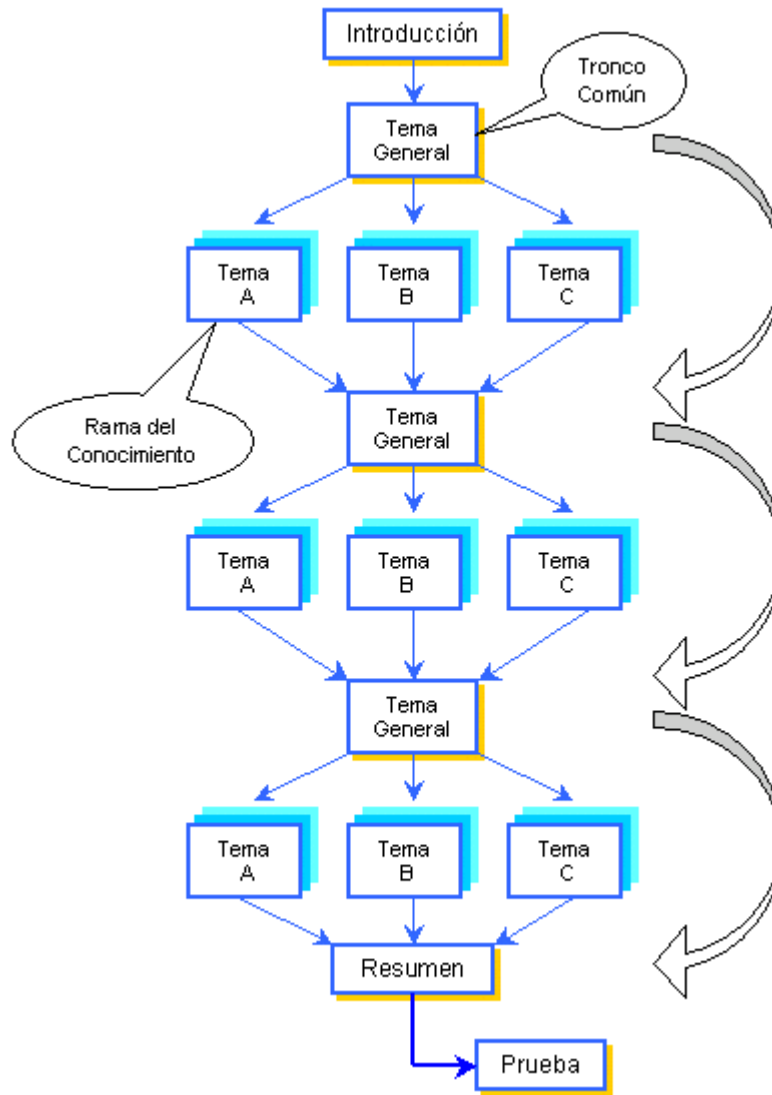 Introducción
Tronco
Común
Tema
General
Tema
A
Tema
B
Tema
C
Rama del
Conocimiento
Tema
General
Tema
A
Tema
B
Tema
C
Tema
General
Tema
A
Tema
B
Tema
C
Resumen
Prueba